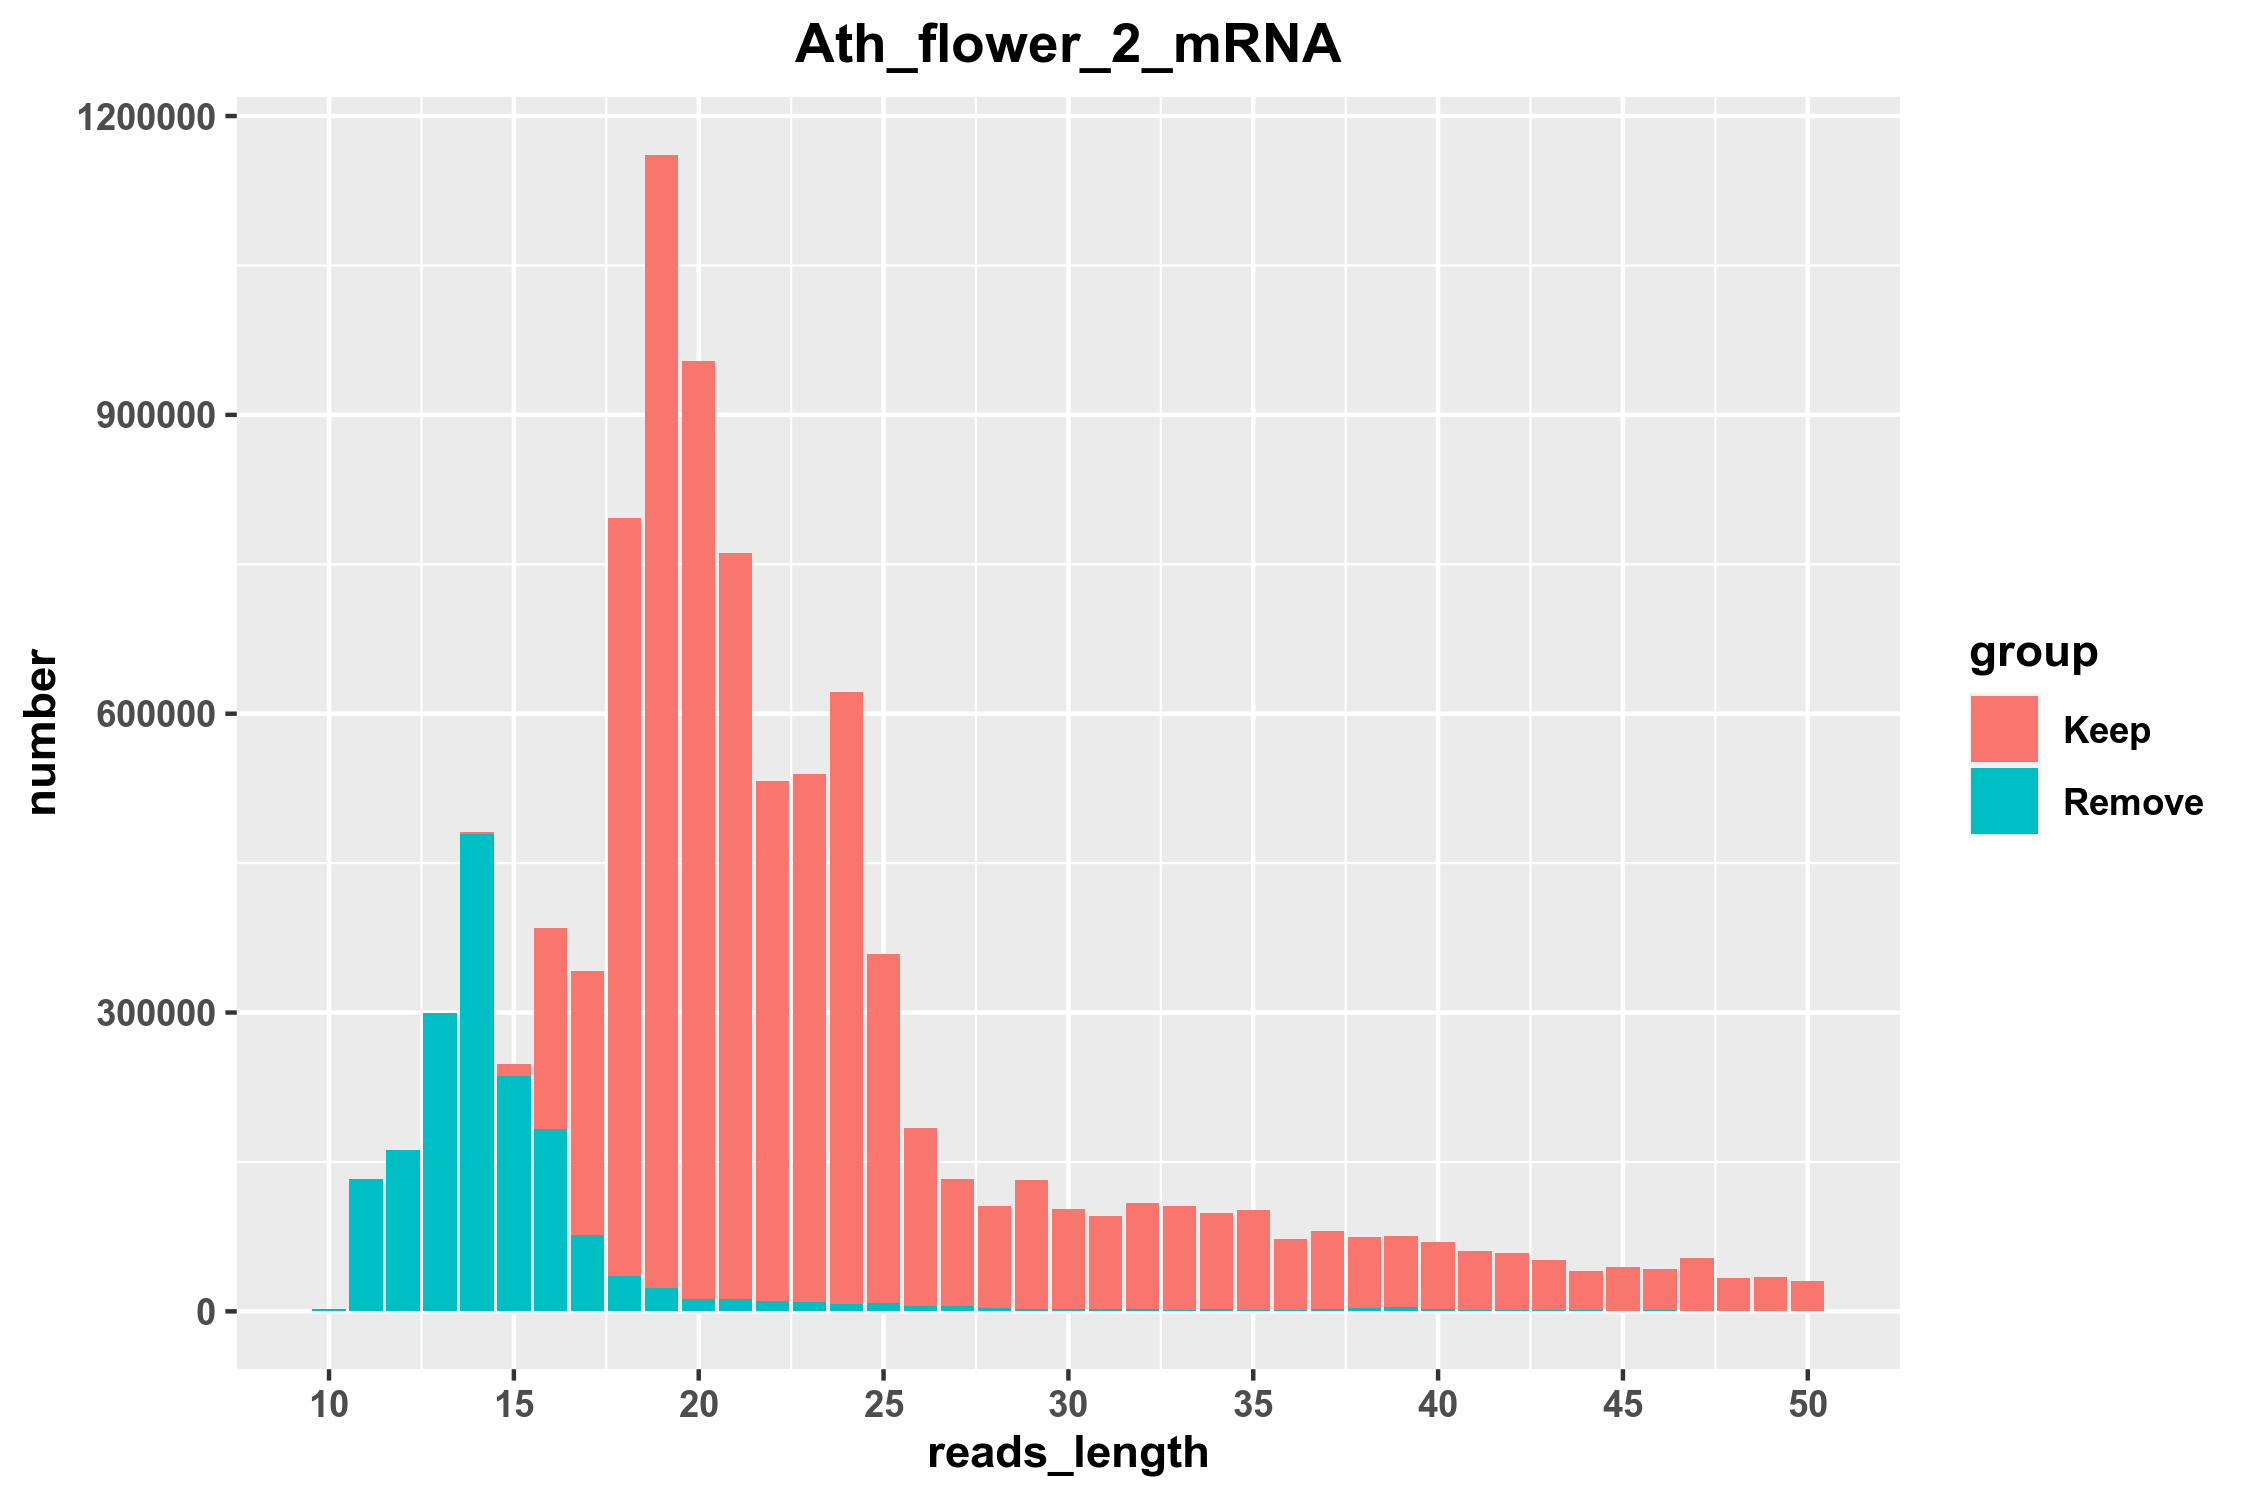 Ath_flower_2_mRNA
1200000
900000
600000
300000
0
number
10 15 20 25 30 35 40 45 50
reads_length
group
Keep
Remove